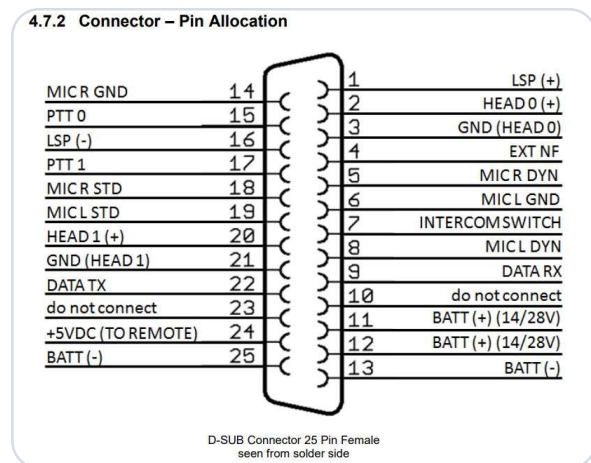 4.7.2 Connector – Pin Allocation
MIC R GND 14
PTT 0 15
LSP (-) 16
PTT 1 17
MIC R STD 18
MIC L STD 19
HEAD 1 (+) 20
GND (HEAD 1) 21
DATA TX 22
do not connect 23
+5VDC (TO REMOTE) 24
BATT (-) 25
1 LSP (+)
2 HEAD 0 (+)
3 GND (HEAD 0)
4 EXT NF
5 MIC R DYN
6 MIC L GND
7 INTERCOM SWITCH
8 MIC L DYN
9 DATA RX
10 do not connect
11 BATT (+) (14/28V)
12 BATT (+) (14/28V)
13 BATT (-)
D-SUB Connector 25 Pin Female
seen from solder side